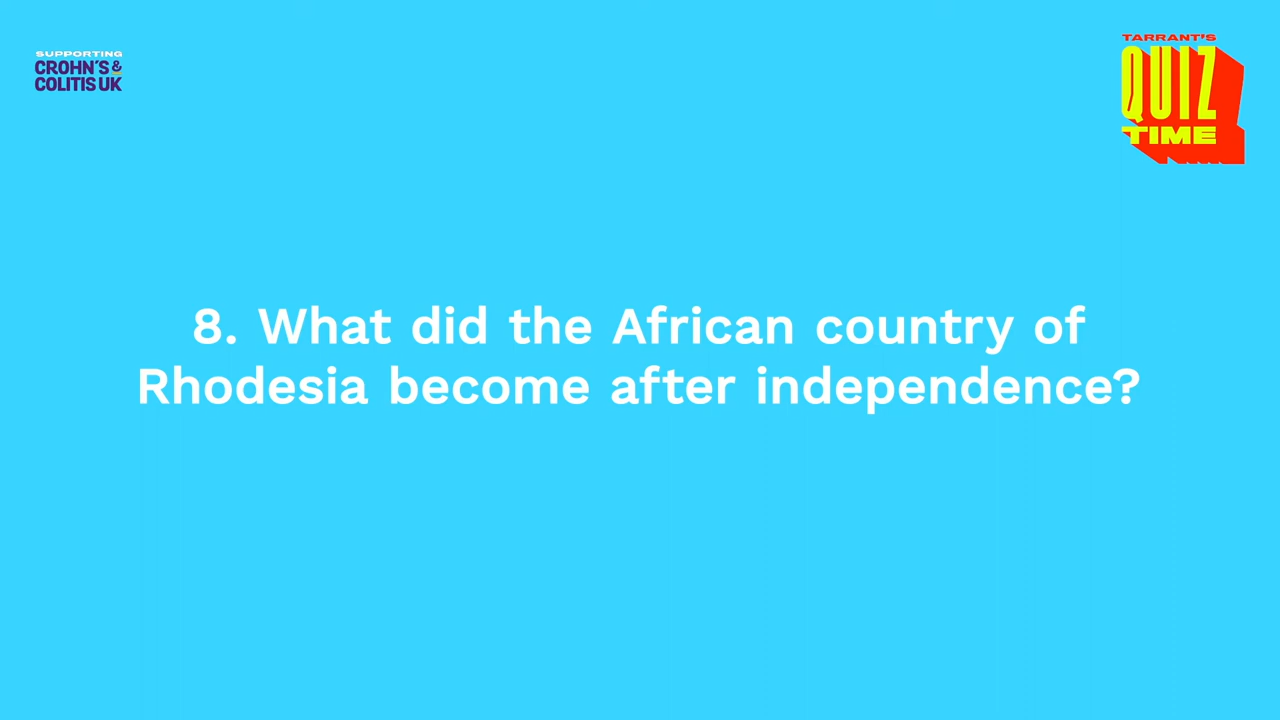 SUPPORTING
CROHN'S &
COLITIS UK
TARRANT'S
QUIZ
TIME
8. What did the African country of
Rhodesia become after independence?